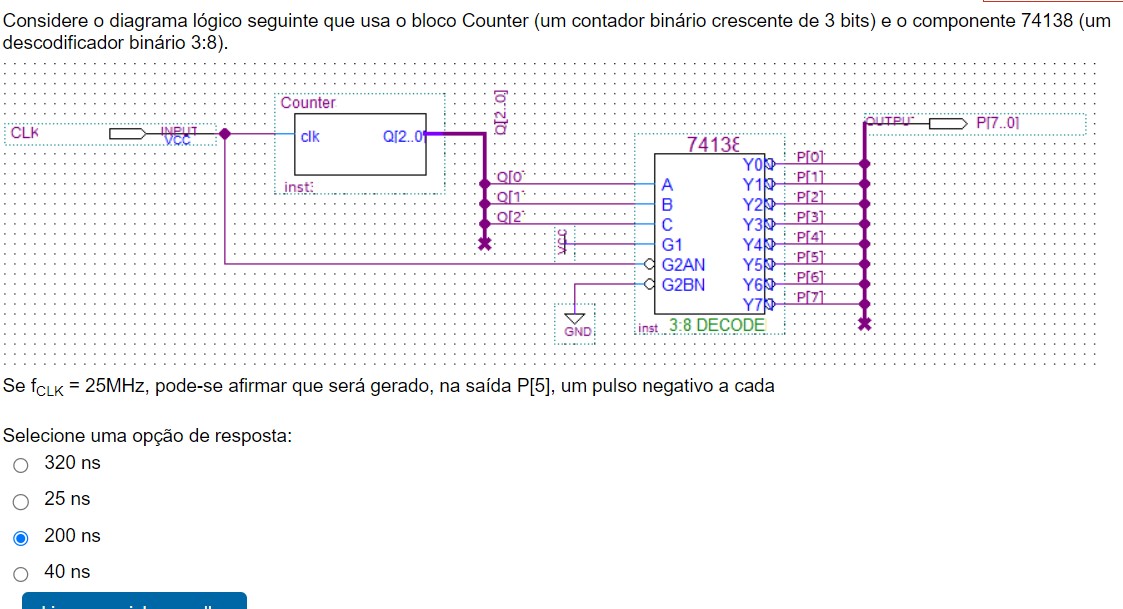 Considere o diagrama lógico seguinte que usa o bloco Counter (um contador binário crescente de 3 bits) e o componente 74138 (um
descodificador binário 3:8).
Counter
Q[2..0]
CLK
INPUT
VCC
clk
Q[2..0
inst
OUTPUT
P[7..0]
74138
Q[0
Q[1
Q[2
VCC
A
B
C
G1
G2AN
G2BN
Y0
Y1
Y2
Y3
Y4
Y5
Y6
Y7
P[0]
P[1]
P[2]
P[3]
P[4]
P[5]
P[6]
P[7]
GND
inst
3:8 DECODE
Se fCLK = 25MHz, pode-se afirmar que será gerado, na saída P[5], um pulso negativo a cada
Selecione uma opção de resposta:
320 ns
25 ns
200 ns
40 ns